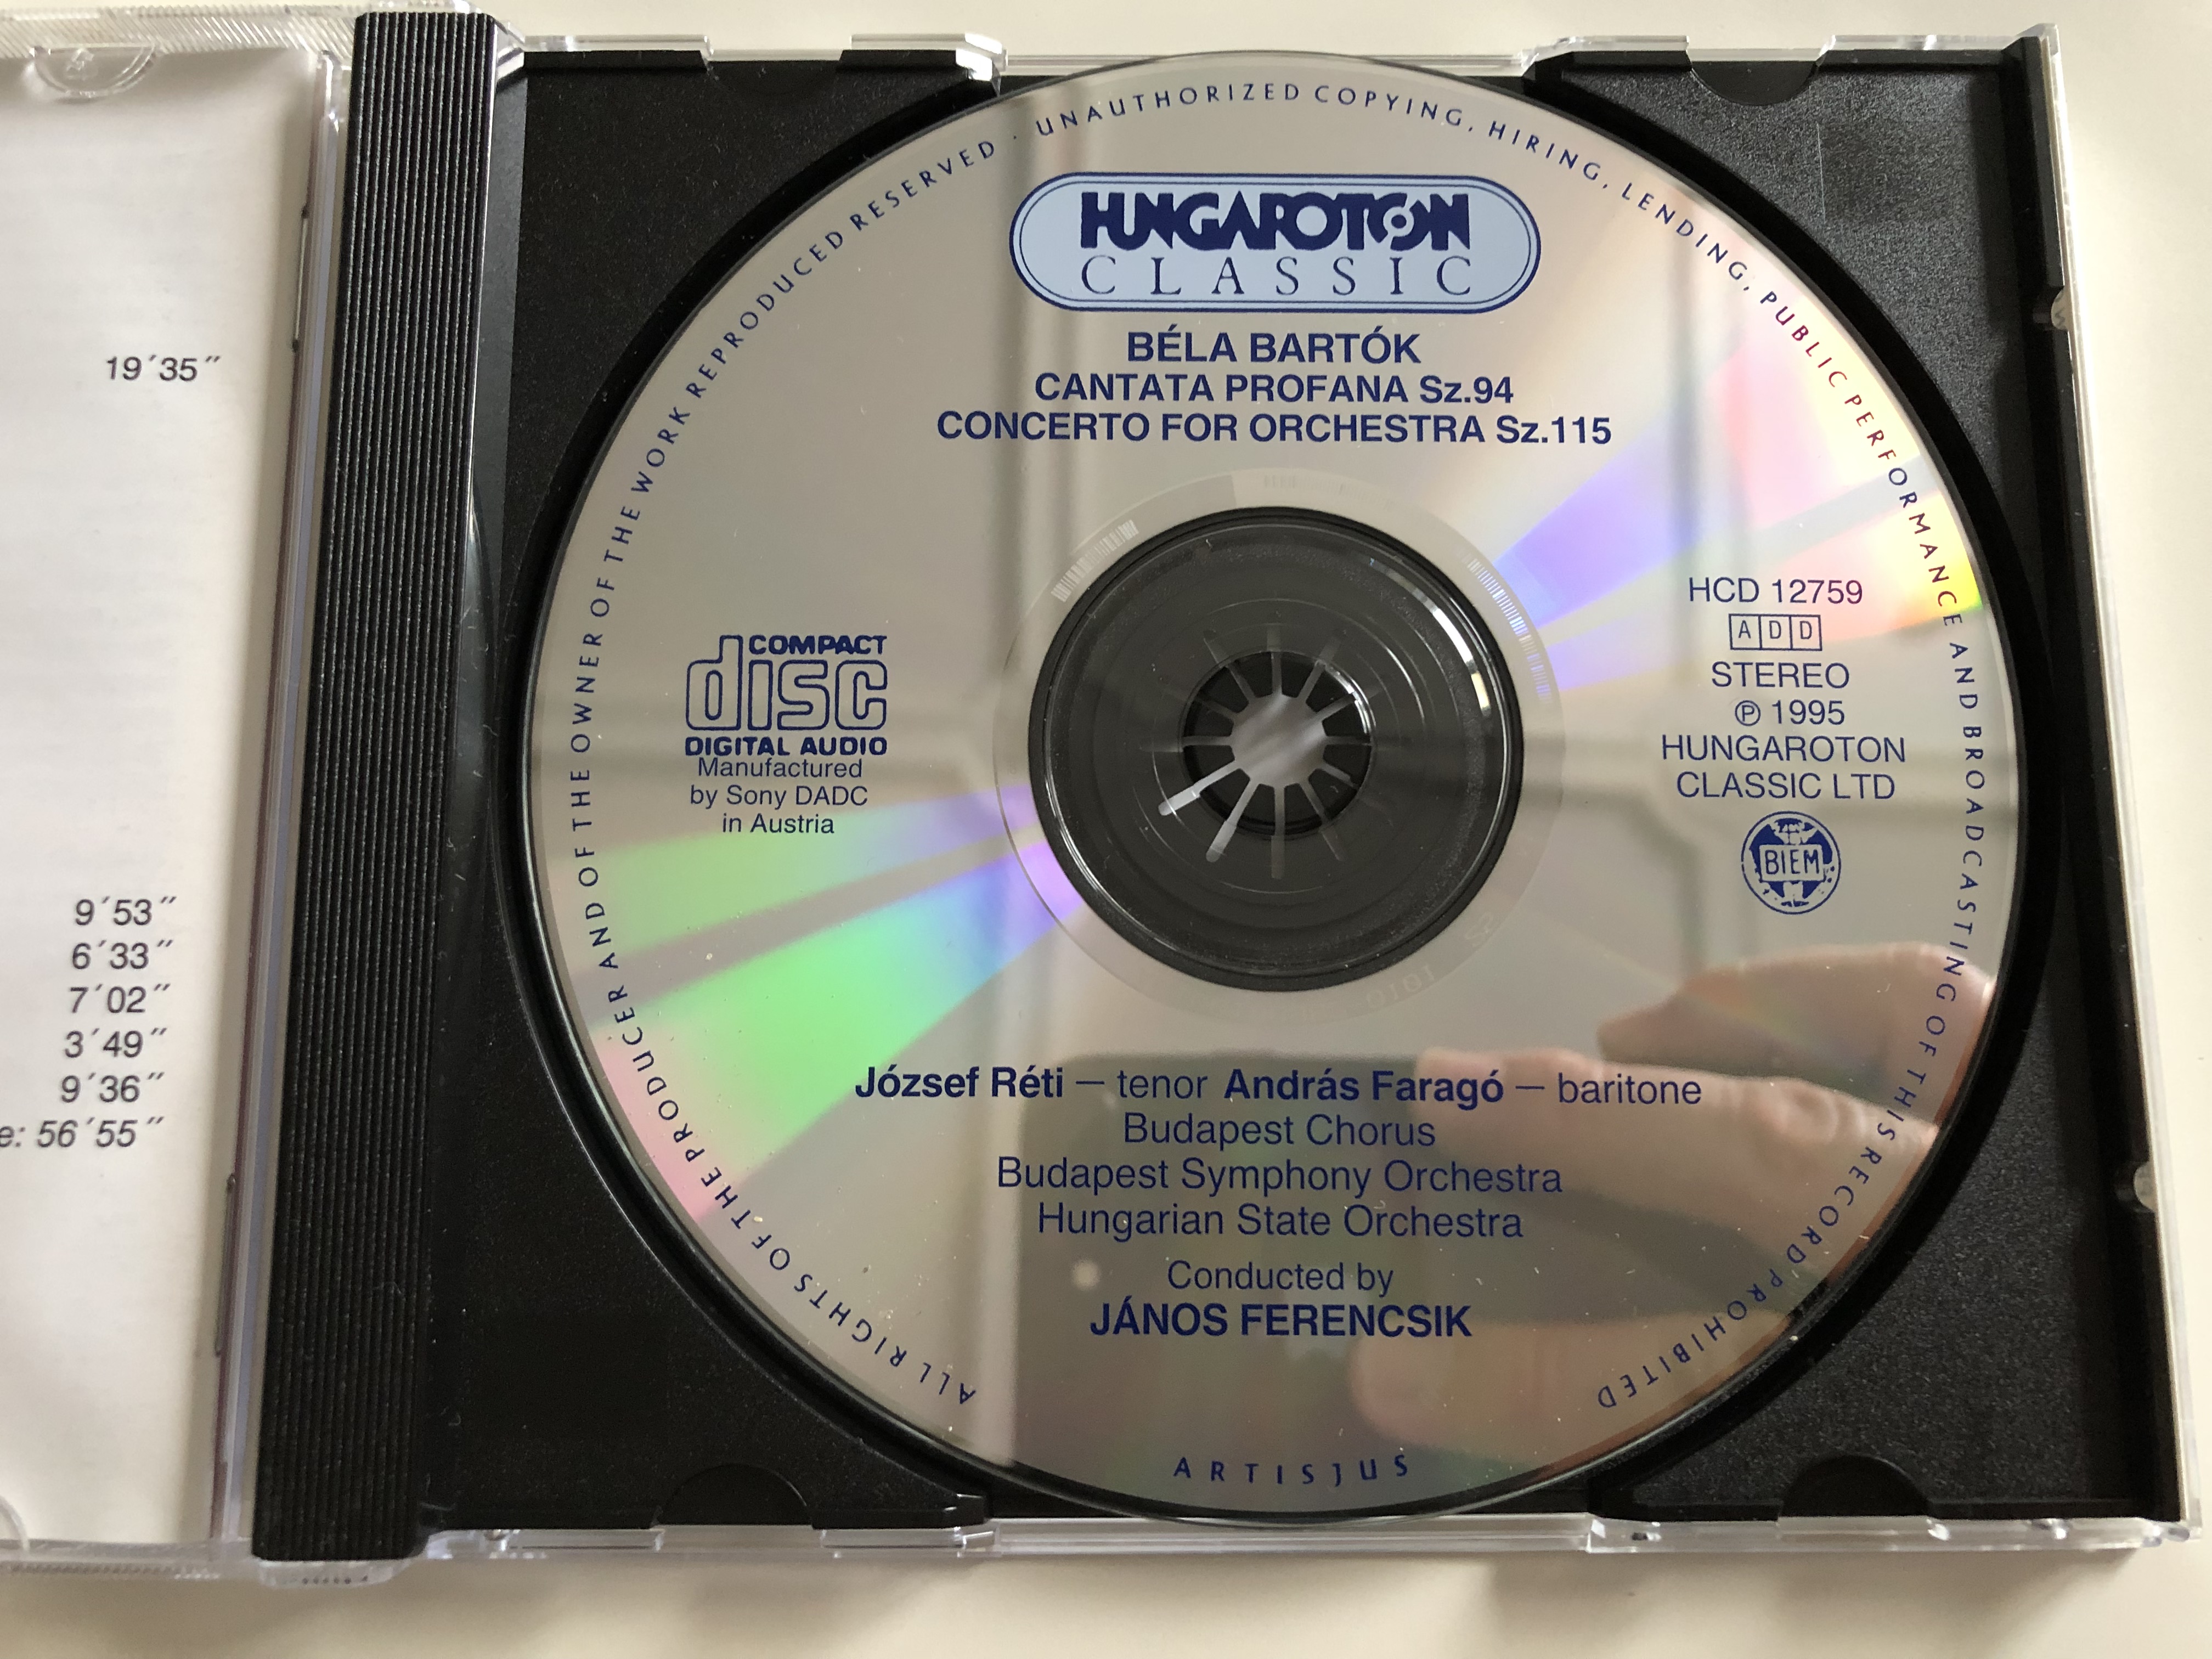 19′35″
9′53″
6′33″
7′02″
3′49″
9′36″
e: 56′55″
ALL RIGHTS OF THE PRODUCER AND OF THE OWNER OF THE WORK REPRODUCED RESERVED · UNAUTHORIZED COPYING, HIRING, LENDING, PUBLIC PERFORMANCE AND BROADCASTING OF THIS RECORD PROHIBITED
HUNGAROTON
CLASSIC
BÉLA BARTÓK
CANTATA PROFANA Sz.94
CONCERTO FOR ORCHESTRA Sz.115
COMPACT
disc
DIGITAL AUDIO
Manufactured
by Sony DADC
in Austria
HCD 12759
ADD
STEREO
℗ 1995
HUNGAROTON
CLASSIC LTD
BIEM
József Réti — tenor András Faragó — baritone
Budapest Chorus
Budapest Symphony Orchestra
Hungarian State Orchestra
Conducted by
JÁNOS FERENCSIK
ARTISJUS